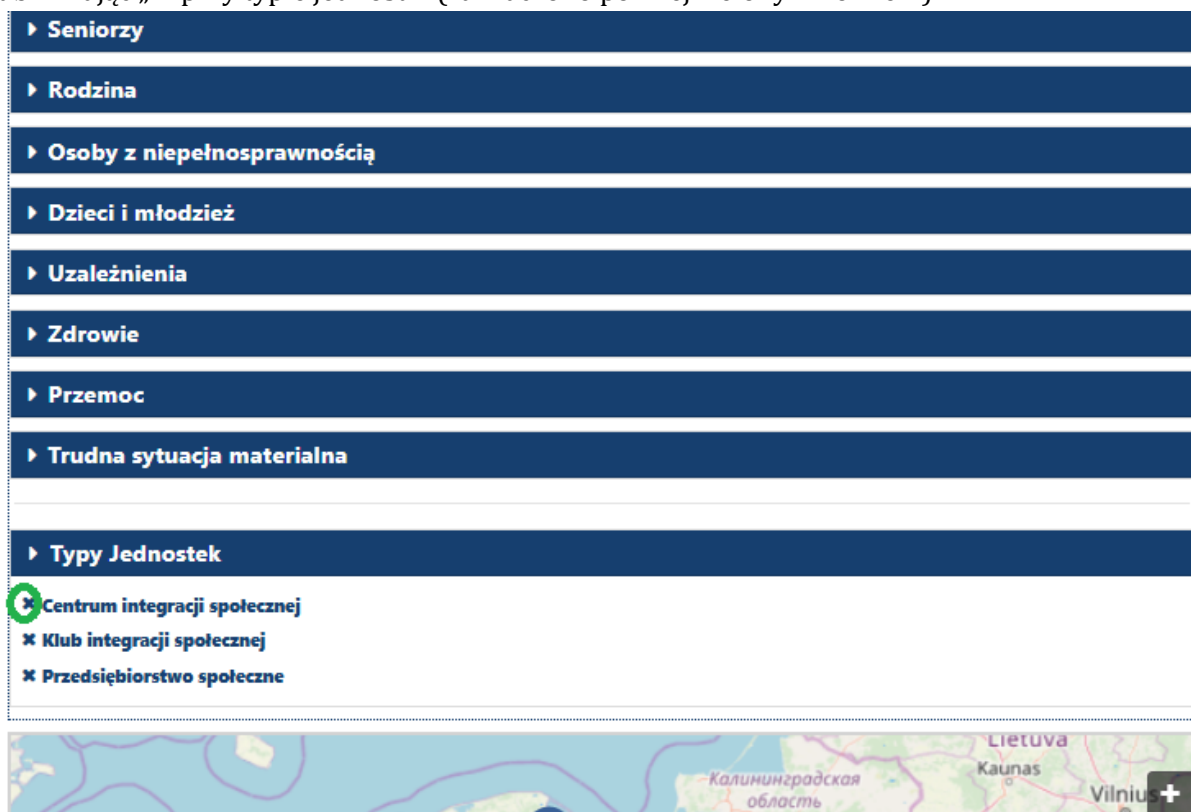 Seniorzy
Rodzina
Osoby z niepełnosprawnością
Dzieci i młodzież
Uzależnienia
Zdrowie
Przemoc
Trudna sytuacja materialna
Typy Jednostek
Centrum integracji społecznej
Klub integracji społecznej
Przedsiębiorstwo społeczne
Lietuva
Kaunas
Калининградская
область
Vilnius